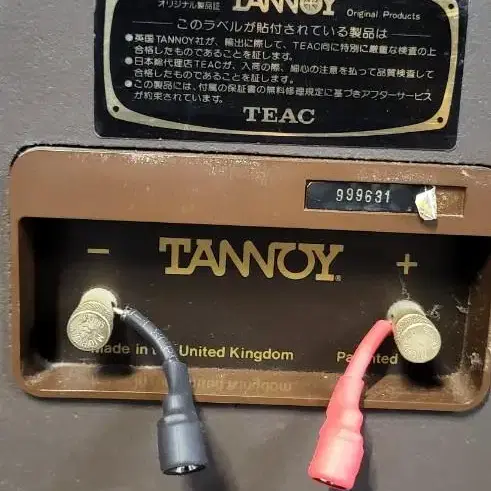 オリジナル製品証 TANNOY Original Products
このラベルが貼付されている製品は
●英国TANNOY社が、輸出に際して、TEAC向に特別に厳重な検査の上
合格したものであることを証します。
●日本総代理店TEACが、入荷の際、細心の注意を払って品質検査して
合格したものであることを証します。
●この製品には、付属の保証書の無料修理規定に基づきアフターサービス
が約束されています。
TEAC
999631
− TANNOY® +
Made in the United Kingdom Patented